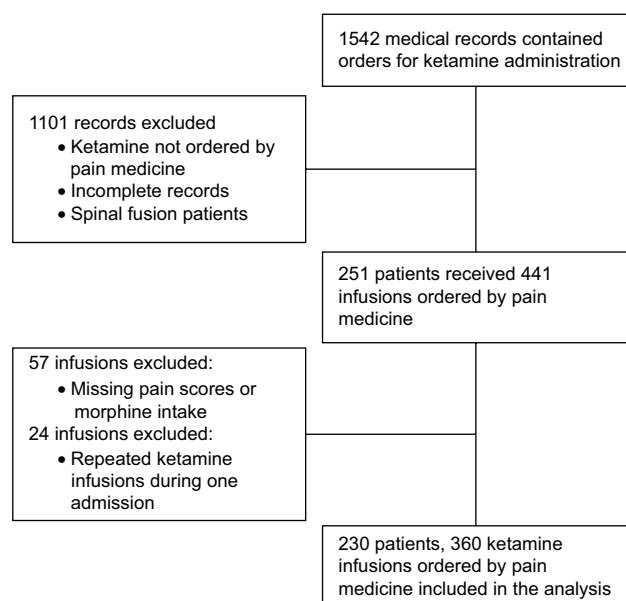 1542 medical records contained
orders for ketamine administration
1101 records excluded
• Ketamine not ordered by
pain medicine
• Incomplete records
• Spinal fusion patients
251 patients received 441
infusions ordered by pain
medicine
57 infusions excluded:
• Missing pain scores or
morphine intake
24 infusions excluded:
• Repeated ketamine
infusions during one
admission
230 patients, 360 ketamine
infusions ordered by pain
medicine included in the analysis